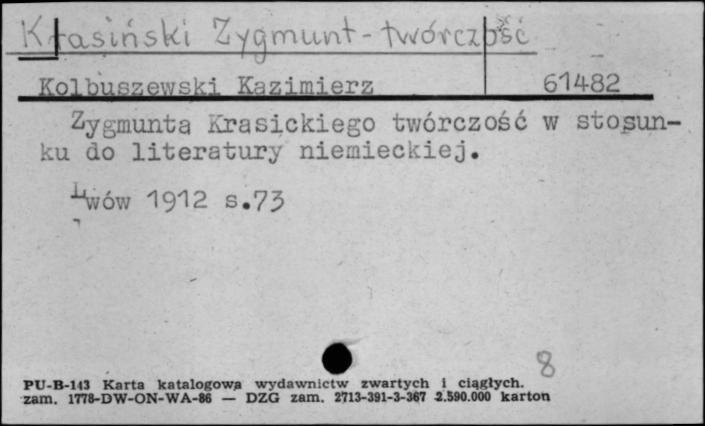 Krasiński Zygmunt - twórczość
Kolbuszewski Kazimierz 61482
Zygmunta Krasickiego twórczość w stosun-
ku do literatury niemieckiej.
Lwów 1912 s.73
8
PU-B-143 Karta katalogowa wydawnictw zwartych i ciągłych.
zam. 1778-DW-ON-WA-86 — DZG zam. 2713-391-3-367 2.590.000 karton